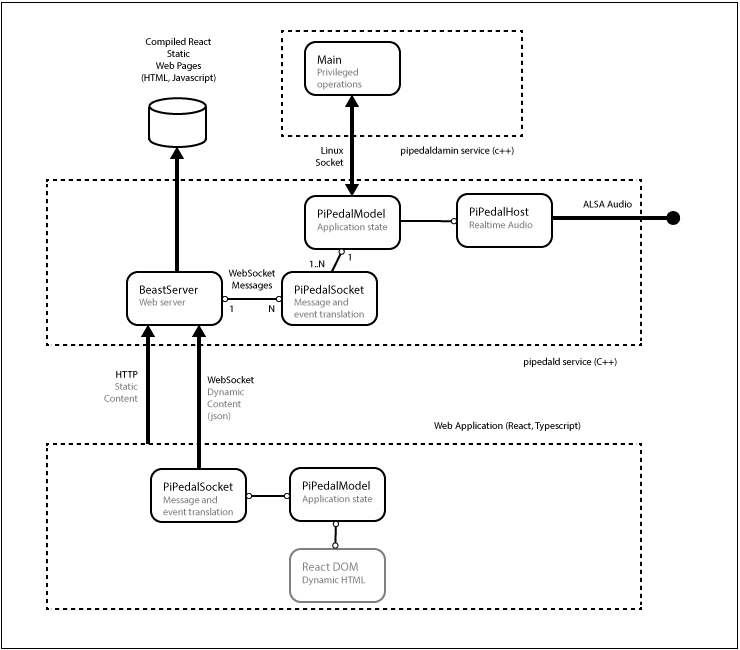 Compiled React
Static
Web Pages
(HTML, Javascript)
Main
Privileged
operations
Linux
Socket
pipedaldamin service (c++)
PiPedalModel
Application state
PiPedalHost
Realtime Audio
ALSA Audio
1..N
1
BeastServer
Web server
WebSocket
Messages
1
N
PiPedalSocket
Message and
event translation
pipedald service (C++)
HTTP
Static
Content
WebSocket
Dynamic
Content
(json)
Web Application (React, Typescript)
PiPedalSocket
Message and
event translation
PiPedalModel
Application state
React DOM
Dynamic HTML